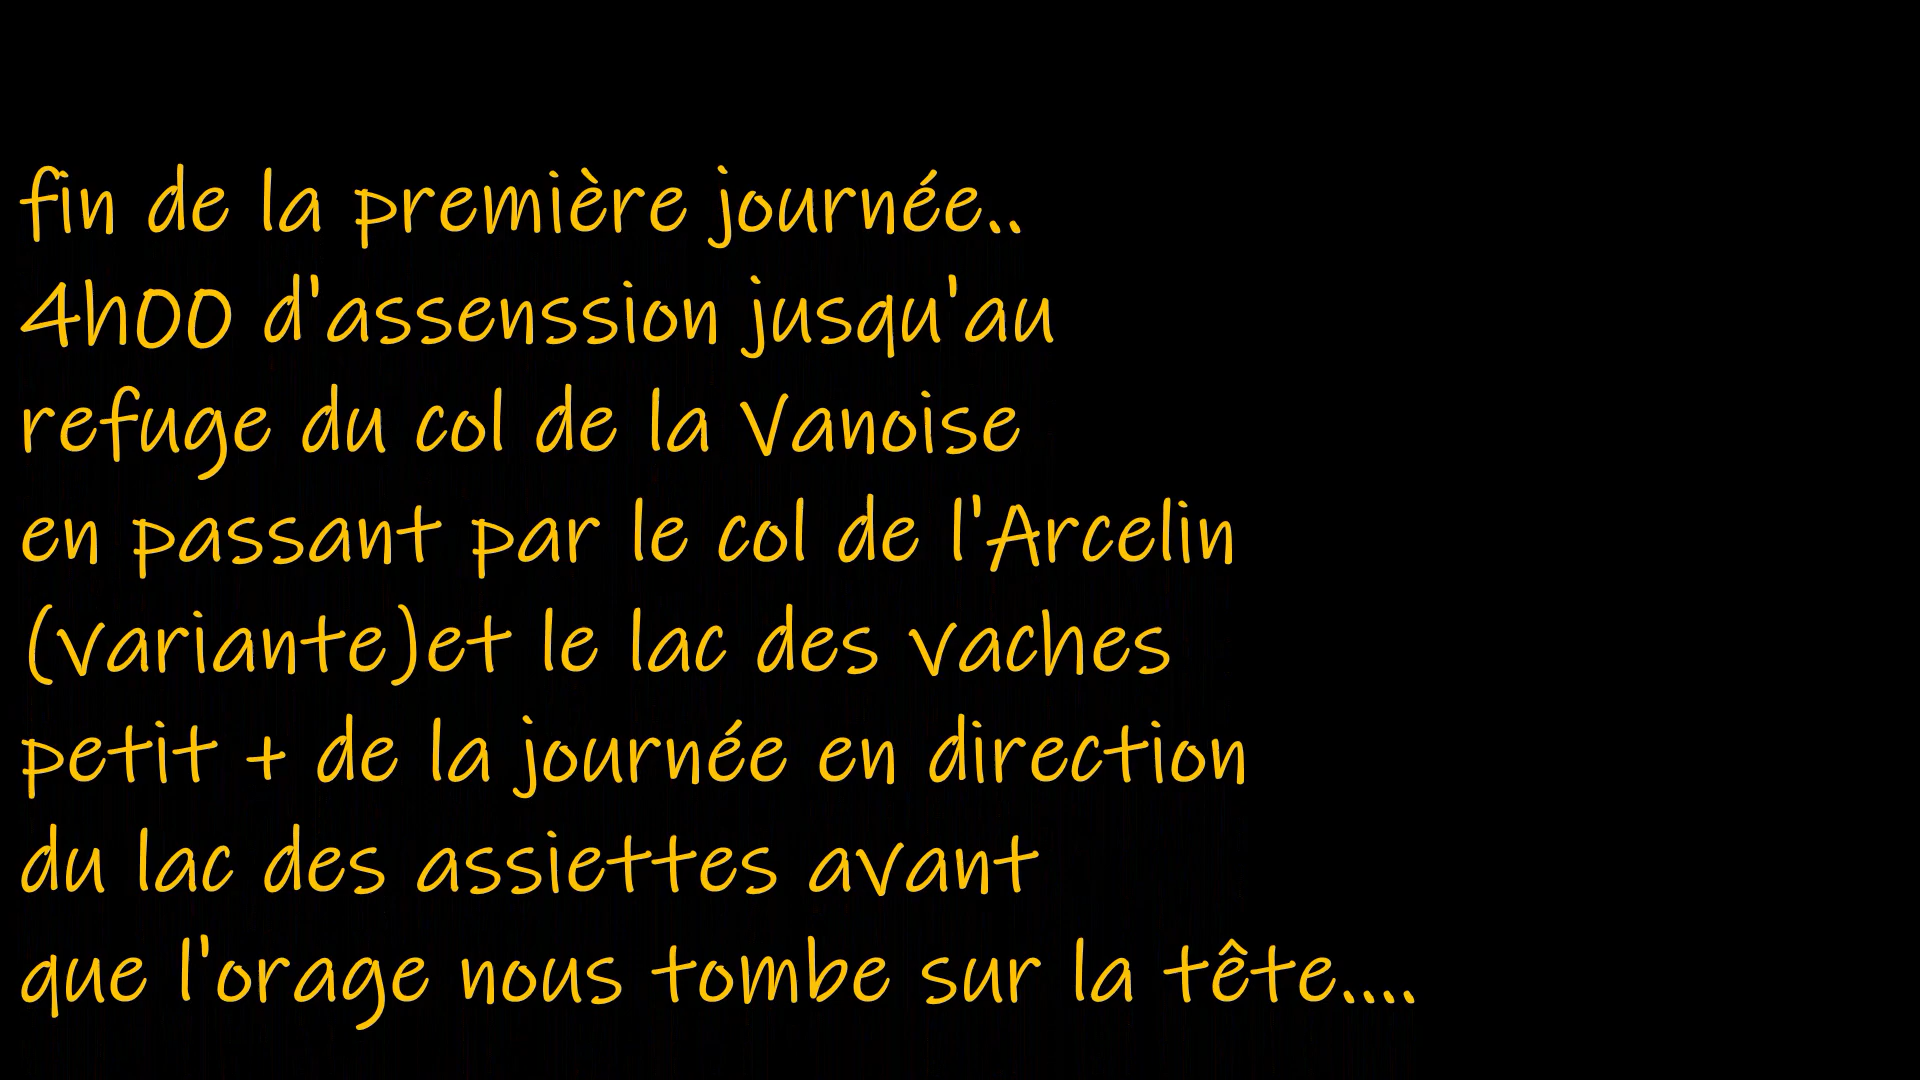 fin de la première journée..
4h00 d'assenssion jusqu'au
refuge du col de la Vanoise
en passant par le col de l'Arcelin
(variante)et le lac des vaches
petit + de la journée en direction
du lac des assiettes avant
que l'orage nous tombe sur la tête....